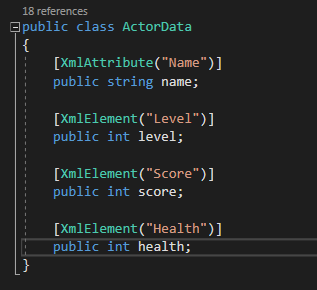 18 references
public class ActorData
{
[XmlAttribute("Name")]
public string name;
[XmlElement("Level")]
public int level;
[XmlElement("Score")]
public int score;
[XmlElement("Health")]
public int health;
}